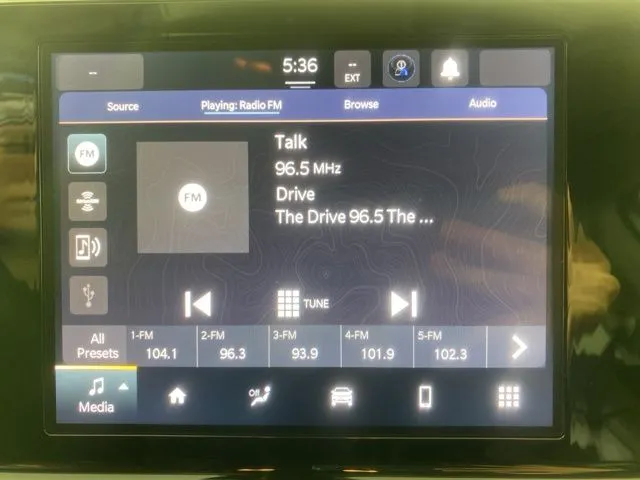 --
5:36
--
EXT
Source
Playing: Radio FM
Browse
Audio
FM
Talk
96.5 MHz
FM
Drive
The Drive 96.5 The ...
TUNE
All
Presets
1-FM
104.1
2-FM
96.3
3-FM
93.9
4-FM
101.9
5-FM
102.3
Media
Off